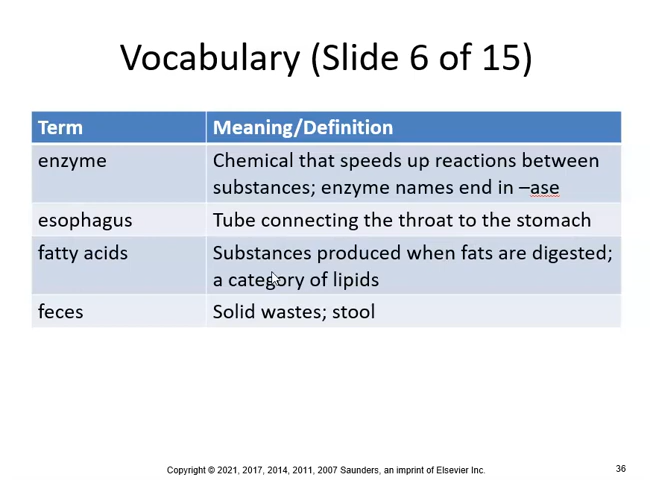 Vocabulary (Slide 6 of 15)
Term Meaning/Definition
enzyme Chemical that speeds up reactions between
substances; enzyme names end in –ase
esophagus Tube connecting the throat to the stomach
fatty acids Substances produced when fats are digested;
a category of lipids
feces Solid wastes; stool
Copyright © 2021, 2017, 2014, 2011, 2007 Saunders, an imprint of Elsevier Inc.
36